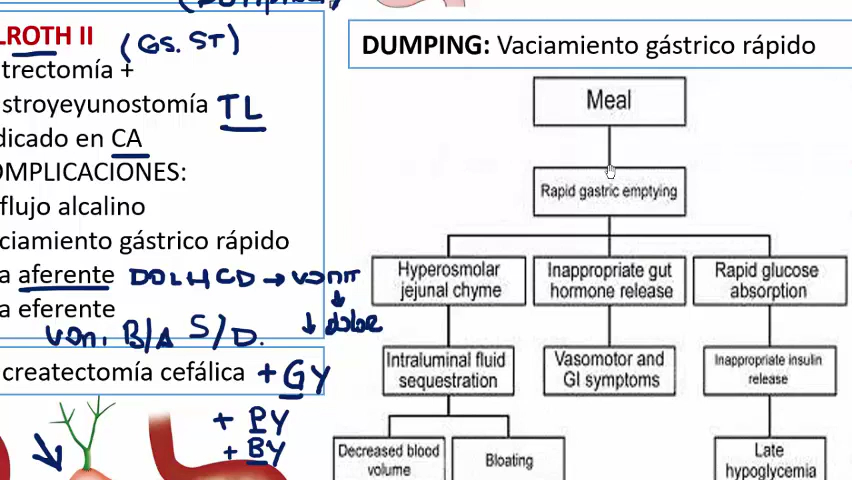 LROTH II (GS. ST)
trectomía +
stroyeyunostomía TL
dicado en CA
OMPLICACIONES:
flujo alcalino
ciamiento gástrico rápido
a aferente DOL HCD → VOMIT
a eferente ↓ dolor
VOM. B/A S/D.
createctomía cefálica + GY
+ PY
+ BY
DUMPING: Vaciamiento gástrico rápido
Meal
Rapid gastric emptying
Hyperosmolar
jejunal chyme
Inappropriate gut
hormone release
Rapid glucose
absorption
Intraluminal fluid
sequestration
Vasomotor and
GI symptoms
Inappropriate insulin
release
Decreased blood
volume
Bloating
Late
hypoglycemia